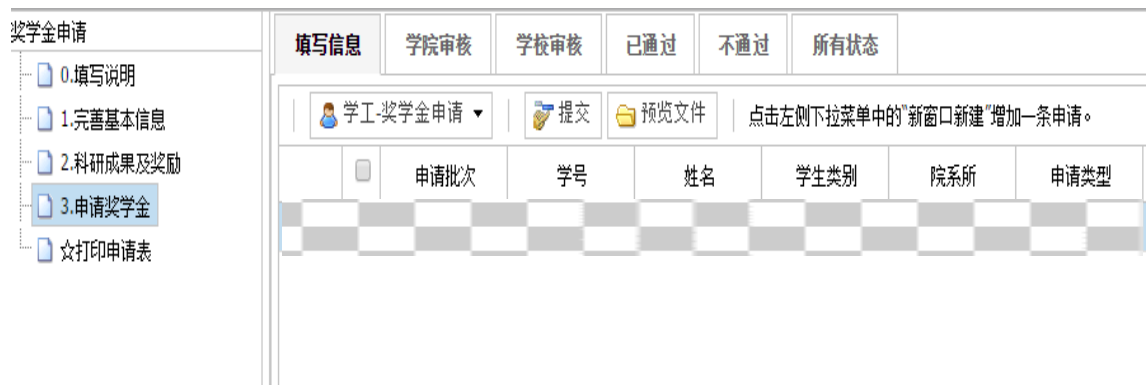 奖学金申请
0.填写说明
1.完善基本信息
2.科研成果及奖励
3.申请奖学金
☆打印申请表
填写信息 学院审核 学校审核 已通过 不通过 所有状态
学工-奖学金申请 ▼ 提交 预览文件 点击左侧下拉菜单中的"新窗口新建"增加一条申请。
申请批次 学号 姓名 学生类别 院系所 申请类型